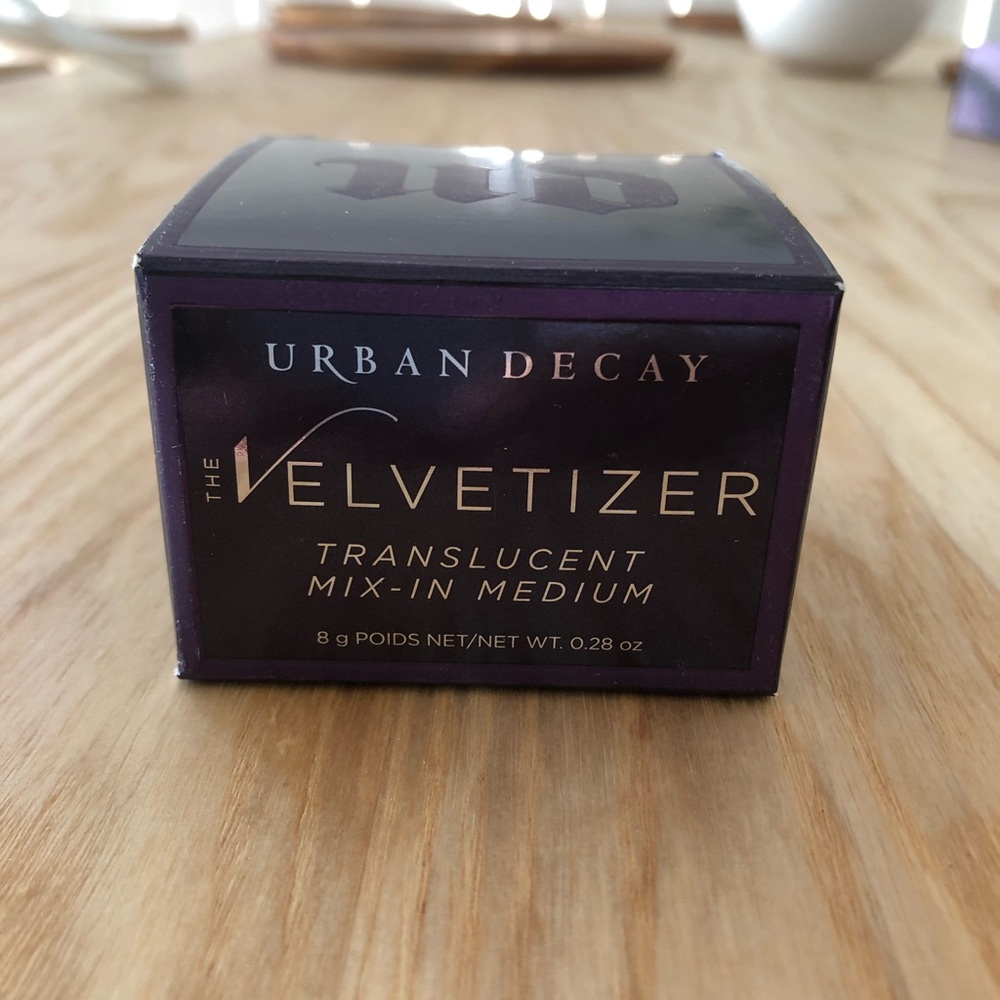 UD
URBAN DECAY
THE VELVETIZER
TRANSLUCENT
MIX-IN MEDIUM
8 g POIDS NET/NET WT. 0.28 oz